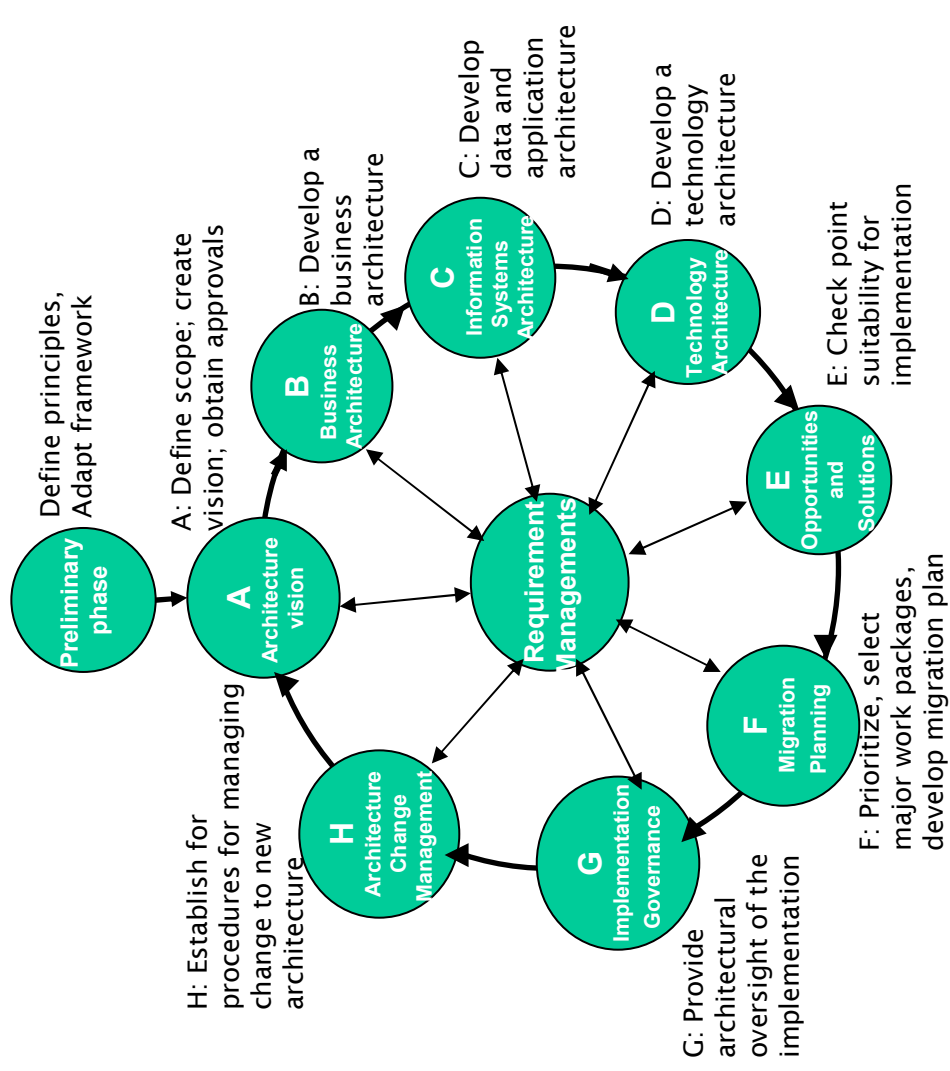 Preliminary
phase
Define principles,
Adapt framework
A
Architecture
vision
A: Define scope; create
vision; obtain approvals
B
Business
Architecture
B: Develop a
business
architecture
C
Information
Systems
Architecture
C: Develop
data and
application
architecture
D
Technology
Architecture
D: Develop a
technology
architecture
E
Opportunities
and
Solutions
E: Check point
suitability for
implementation
F
Migration
Planning
F: Prioritize, select
major work packages,
develop migration plan
G
Implementation
Governance
G: Provide
architectural
oversight of the
implementation
H
Architecture
Change
Management
H: Establish for
procedures for managing
change to new
architecture
Requirement
Managements